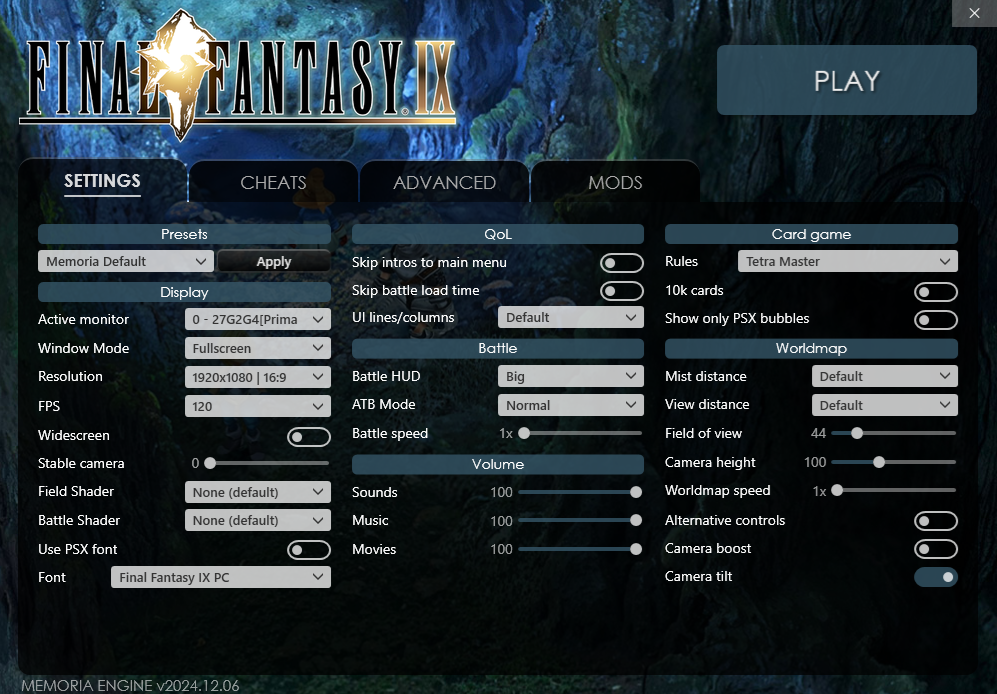 FINAL FANTASY IX
PLAY
SETTINGS
CHEATS
ADVANCED
MODS
Presets
Memoria Default
Apply
Display
Active monitor
0 - 27G2G4[Prima
Window Mode
Fullscreen
Resolution
1920x1080 | 16:9
FPS
120
Widescreen
Stable camera
0
Field Shader
None (default)
Battle Shader
None (default)
Use PSX font
Font
Final Fantasy IX PC
QoL
Skip intros to main menu
Skip battle load time
UI lines/columns
Default
Battle
Battle HUD
Big
ATB Mode
Normal
Battle speed
1x
Volume
Sounds
100
Music
100
Movies
100
Card game
Rules
Tetra Master
10k cards
Show only PSX bubbles
Worldmap
Mist distance
Default
View distance
Default
Field of view
44
Camera height
100
Worldmap speed
1x
Alternative controls
Camera boost
Camera tilt
MEMORIA ENGINE v2024.12.06